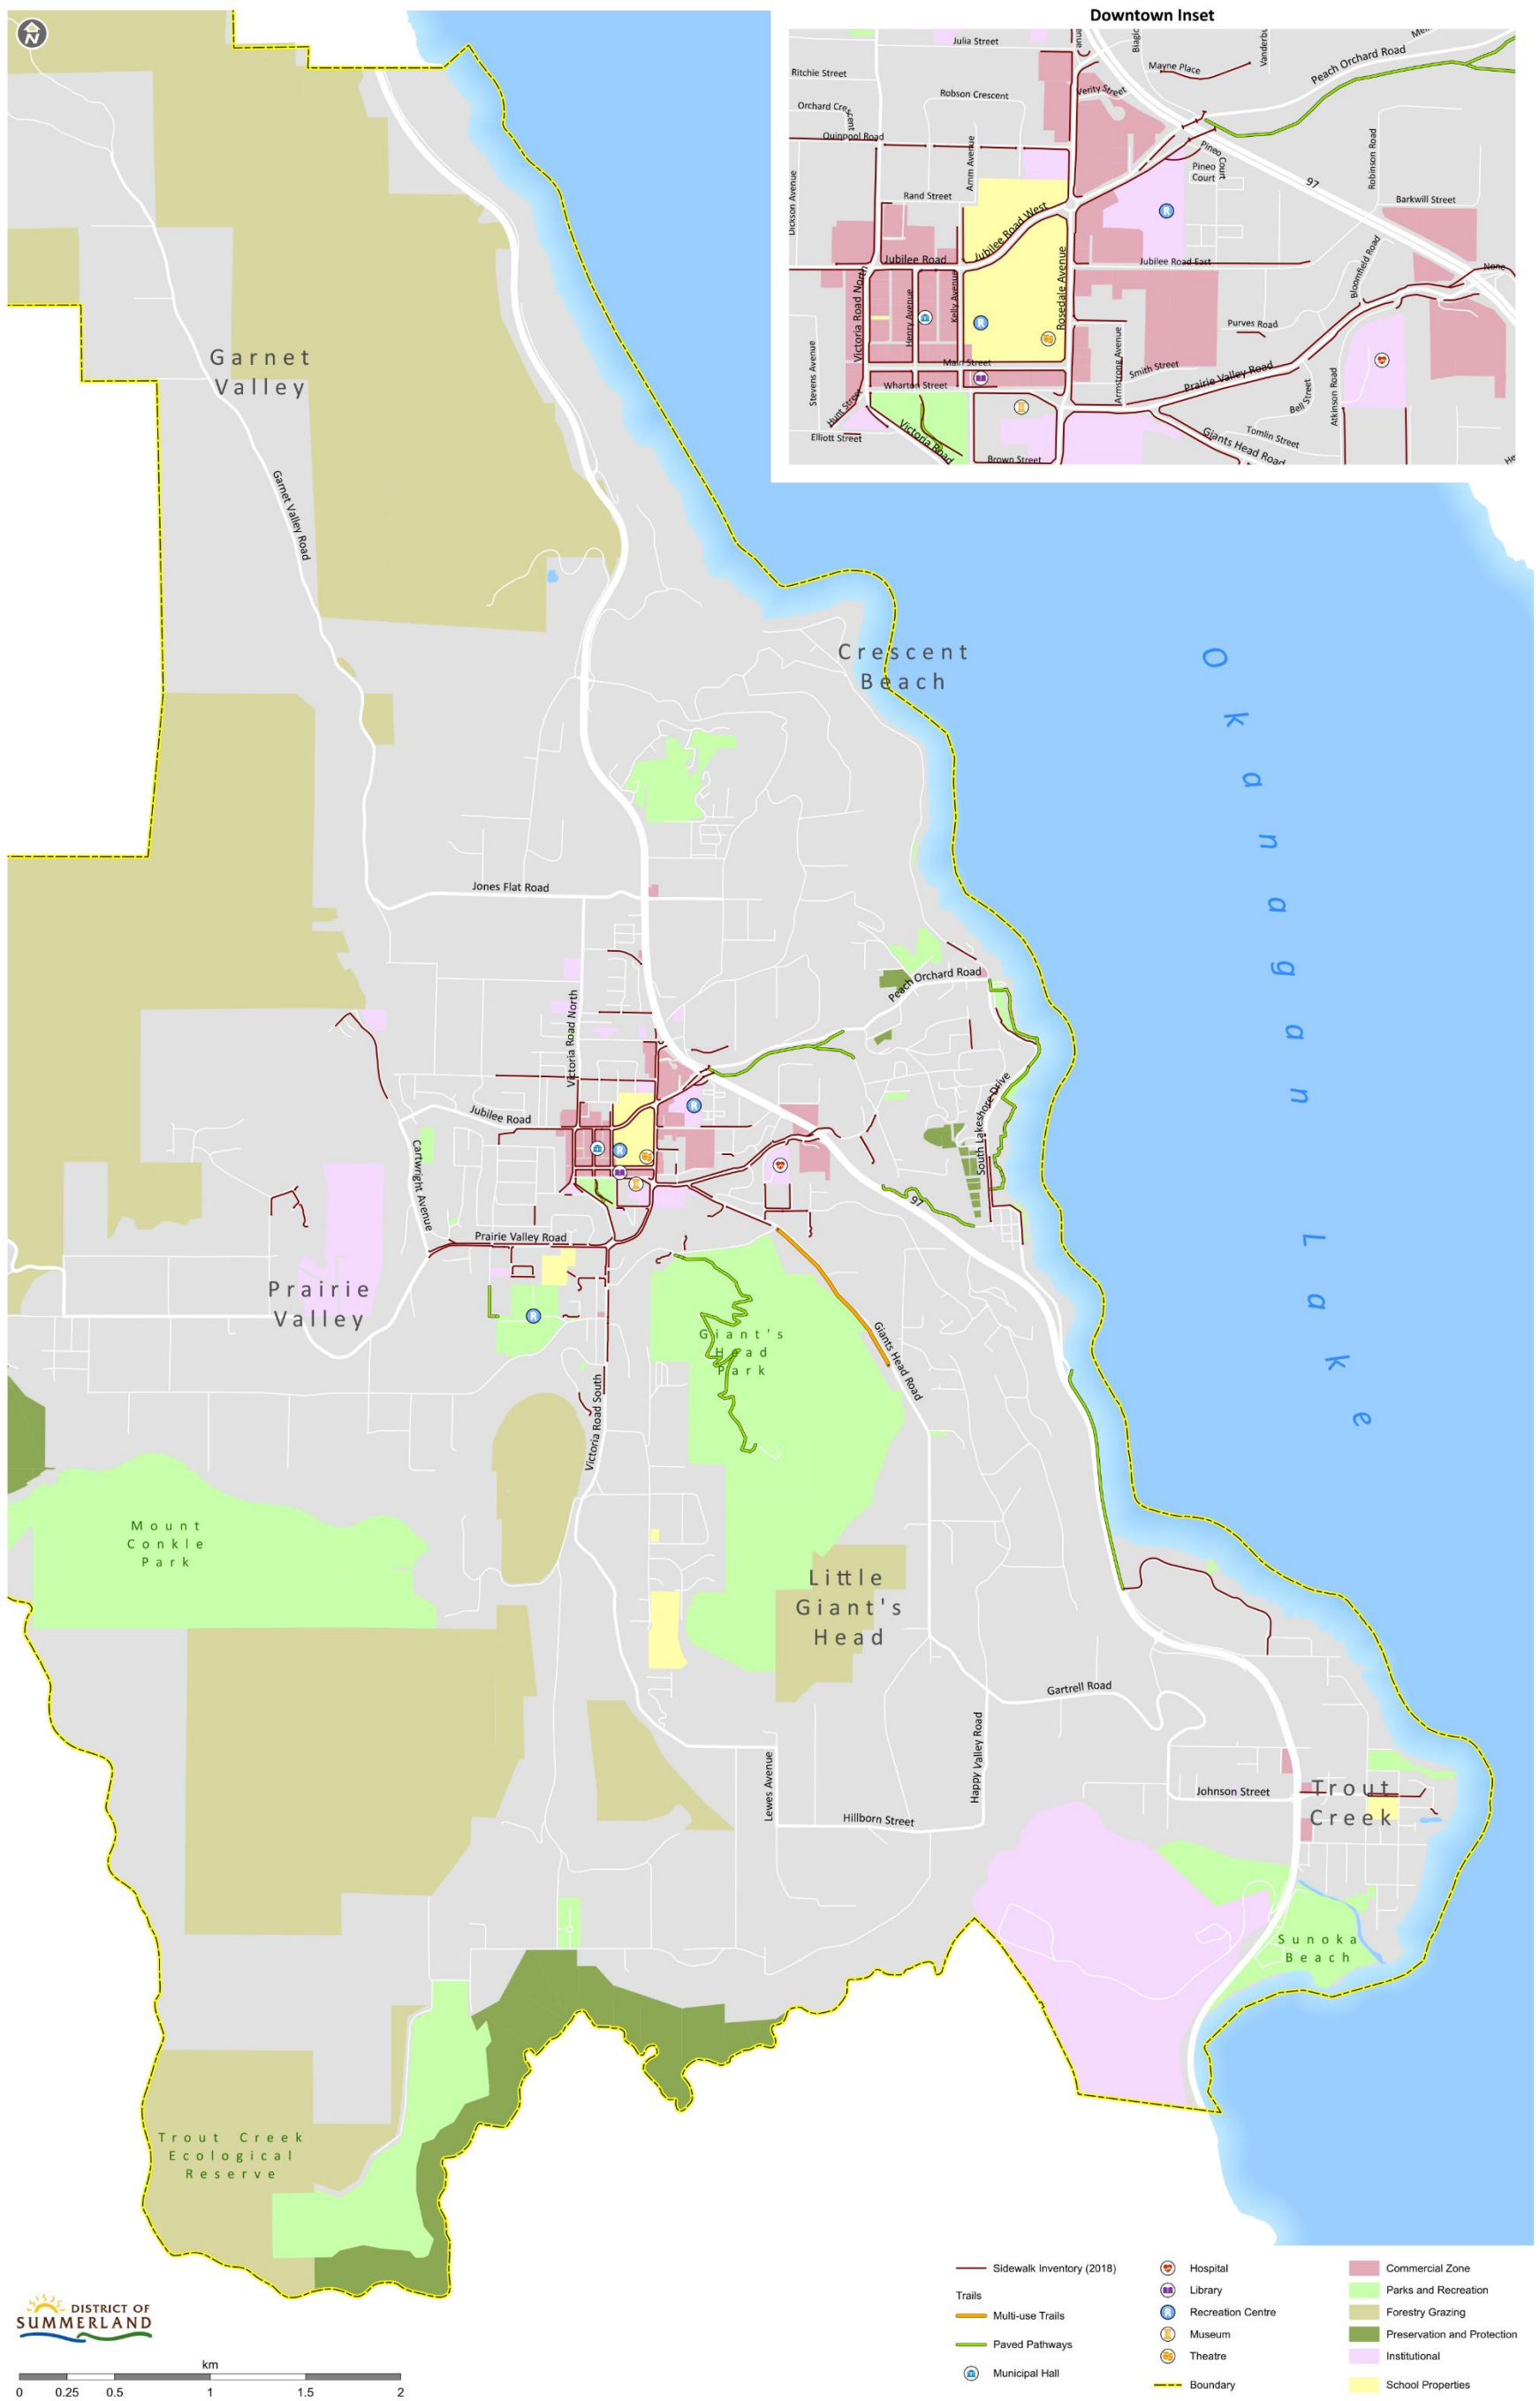 N
Downtown Inset
Julia Street
Mayne Place
Peach Orchard Road
Ritchie Street
Robson Crescent
Verity Street
Orchard Crescent
Quinpool Road
Amm Avenue
Pineo
Court
Pineo
Court
Robinson Road
97
Dickson Avenue
Rand Street
Barkwill Street
Jubilee Road West
Jubilee Road
Jubilee Road East
Bloomfield Road
None
Victoria Road North
Henry Avenue
Kelly Avenue
Rosedale Avenue
Purves Road
Stevens Avenue
Main Street
Armstrong Avenue
Smith Street
Prairie Valley Road
Wharton Street
Hunt Street
Bell Street
Atkinson Road
Elliott Street
Victoria Road
Brown Street
Giants Head Road
Tomlin Street
Garnet
Valley
Garnet Valley Road
Crescent
Beach
Okanagan Lake
Jones Flat Road
Peach Orchard Road
Victoria Road North
Jubilee Road
South Lakeshore Drive
Cartwright Avenue
97
Prairie Valley Road
Prairie
Valley
Giant's
Head
Park
Giants Head Road
Victoria Road South
Mount
Conkle
Park
Little
Giant's
Head
Gartrell Road
Happy Valley Road
Lewes Avenue
Hillborn Street
Johnson Street
Trout
Creek
Sunoka
Beach
Trout Creek
Ecological
Reserve
DISTRICT OF
SUMMERLAND
km
0 0.25 0.5 1 1.5 2
Sidewalk Inventory (2018)
Trails
Multi-use Trails
Paved Pathways
Municipal Hall
Hospital
Library
R Recreation Centre
Museum
Theatre
Boundary
Commercial Zone
Parks and Recreation
Forestry Grazing
Preservation and Protection
Institutional
School Properties